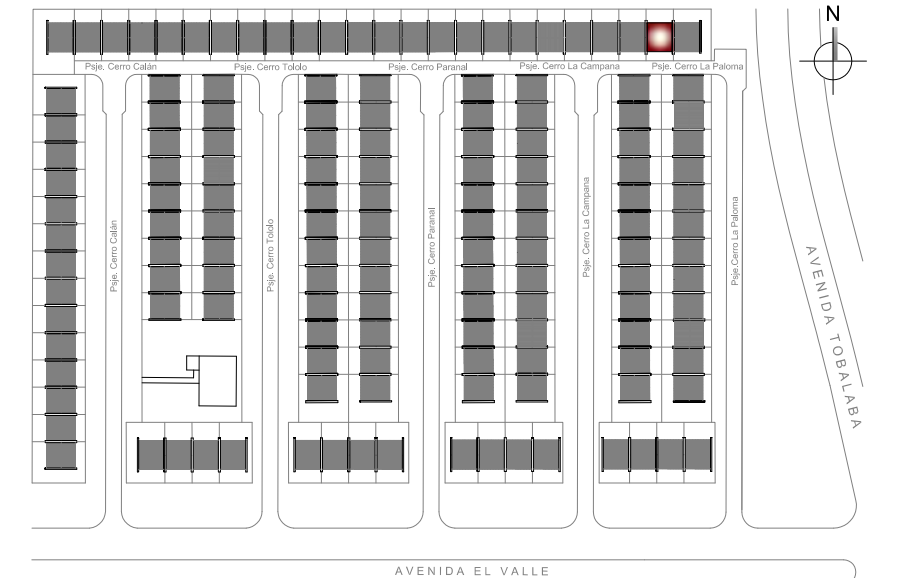 N
Psje. Cerro Calán
Psje. Cerro Tololo
Psje. Cerro Paranal
Psje. Cerro La Campana
Psje. Cerro La Paloma
Psje. Cerro Calán
Psje. Cerro Tololo
Psje. Cerro Paranal
Psje. Cerro La Campana
Psje.Cerro La Paloma
AVENIDA TOBALABA
AVENIDA EL VALLE